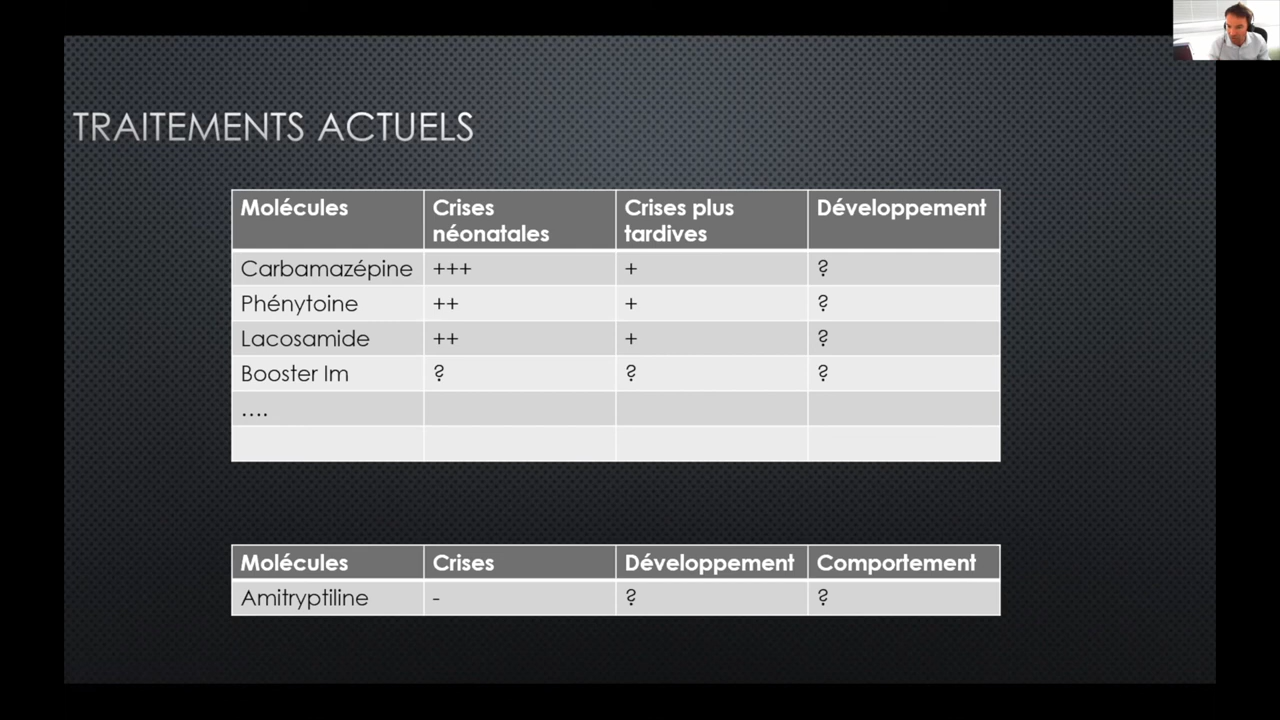 TRAITEMENTS ACTUELS
Molécules Crises néonatales Crises plus tardives Développement
Carbamazépine +++ + ?
Phénytoine ++ + ?
Lacosamide ++ + ?
Booster Im ? ? ?
....
Molécules Crises Développement Comportement
Amitryptiline - ? ?